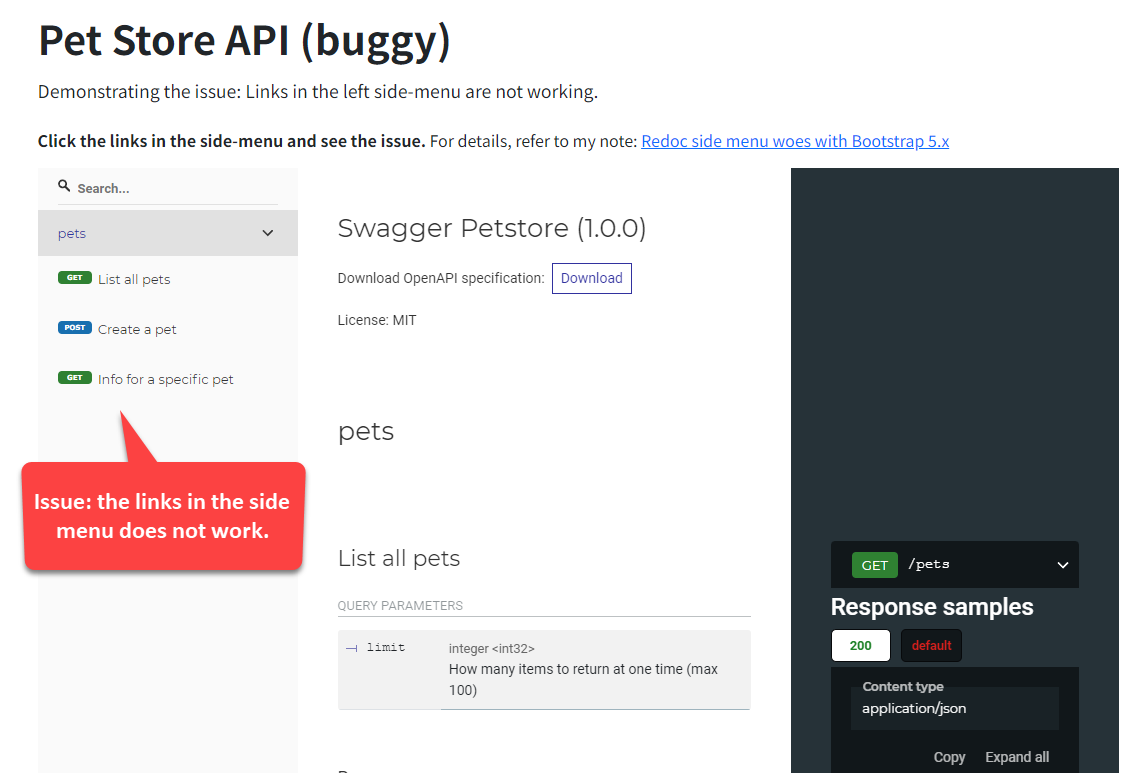 Pet Store API (buggy)
Demonstrating the issue: Links in the left side-menu are not working.
Click the links in the side-menu and see the issue. For details, refer to my note: Redoc side menu woes with Bootstrap 5.x
Search...
pets
GET List all pets
POST Create a pet
GET Info for a specific pet
Issue: the links in the side
menu does not work.
Swagger Petstore (1.0.0)
Download OpenAPI specification: Download
License: MIT
pets
List all pets
QUERY PARAMETERS
limit
integer <int32>
How many items to return at one time (max
100)
GET /pets
Response samples
200 default
Content type
application/json
Copy Expand all